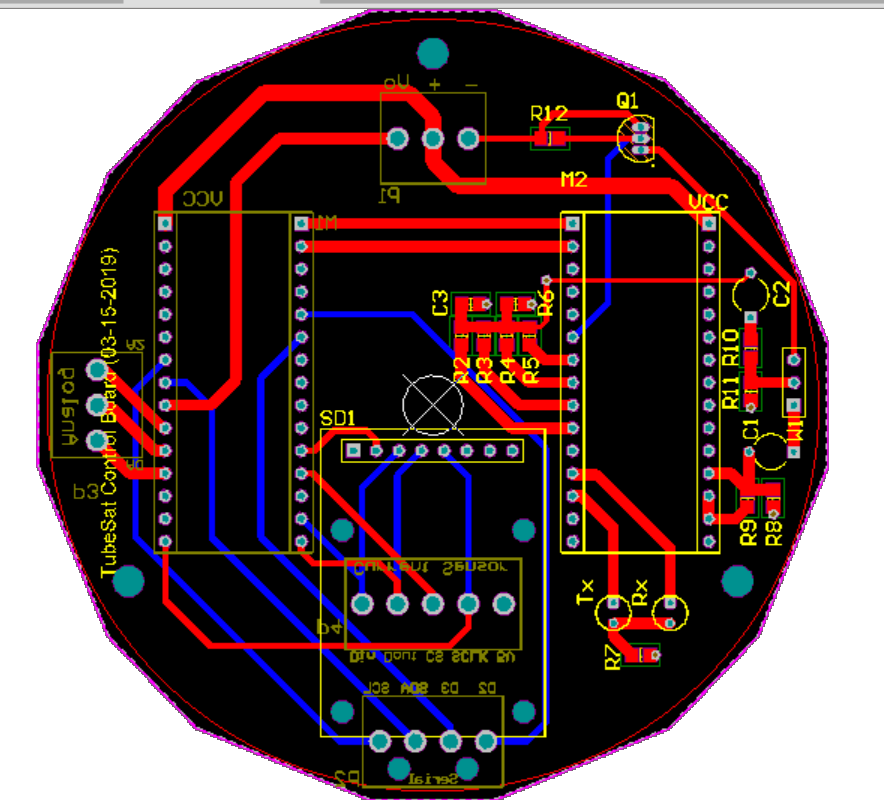 Vo + -
Q1
R12
P1
M2
VCC
VCC
M1
C3
R6
C2
R10
R2
R3
R4
R5
R11
TubeSat Control Board (03-15-2019)
Analog
SD1
C1
P3
R9
R8
Current Sensor
Tx
Rx
P4
R7
Din Dout CS SCLK 5V
SCL SDA D3 D2
P2
Serial